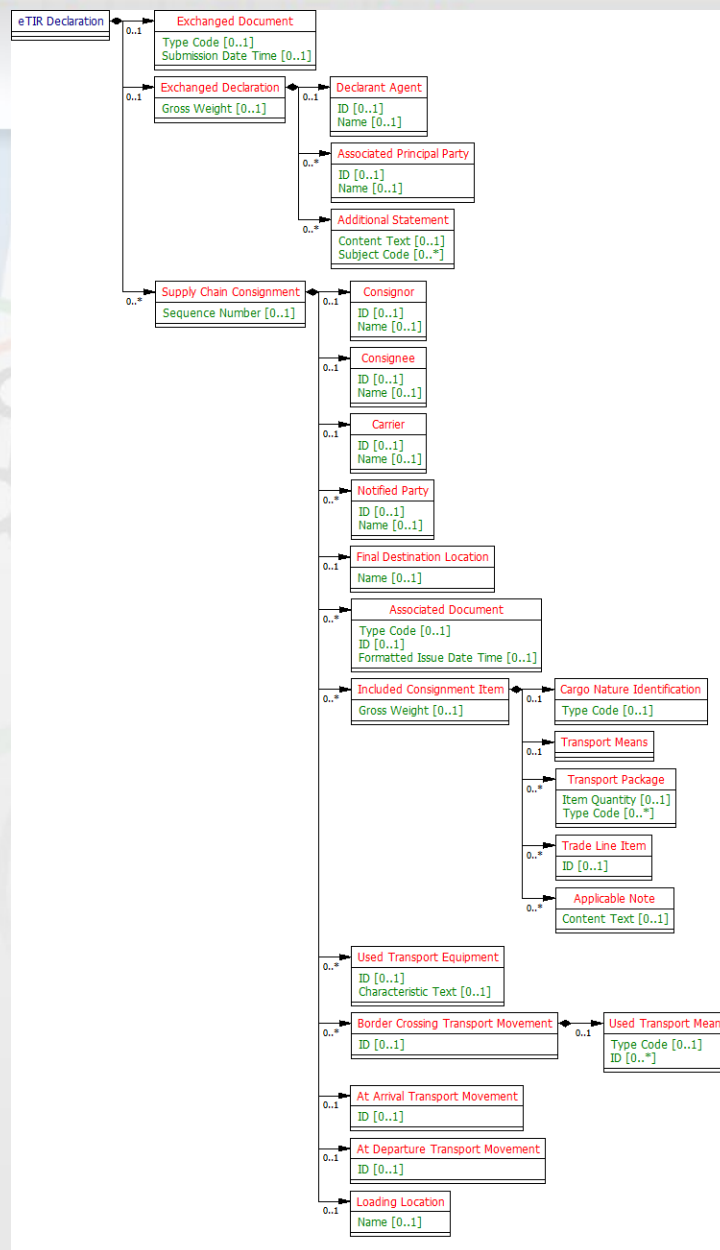 eTIR Declaration
0..1
Exchanged Document
Type Code [0..1]
Submission Date Time [0..1]
0..1
Exchanged Declaration
Gross Weight [0..1]
0..1
Declarant Agent
ID [0..1]
Name [0..1]
0..*
Associated Principal Party
ID [0..1]
Name [0..1]
0..*
Additional Statement
Content Text [0..1]
Subject Code [0..*]
0..*
Supply Chain Consignment
Sequence Number [0..1]
0..1
Consignor
ID [0..1]
Name [0..1]
0..1
Consignee
ID [0..1]
Name [0..1]
0..1
Carrier
ID [0..1]
Name [0..1]
0..*
Notified Party
ID [0..1]
Name [0..1]
0..1
Final Destination Location
Name [0..1]
0..*
Associated Document
Type Code [0..1]
ID [0..1]
Formatted Issue Date Time [0..1]
0..*
Included Consignment Item
Gross Weight [0..1]
0..1
Cargo Nature Identification
Type Code [0..1]
0..1
Transport Means
0..*
Transport Package
Item Quantity [0..1]
Type Code [0..*]
0..*
Trade Line Item
ID [0..1]
0..*
Applicable Note
Content Text [0..1]
0..*
Used Transport Equipment
ID [0..1]
Characteristic Text [0..1]
0..*
Border Crossing Transport Movement
ID [0..1]
0..1
Used Transport Mean
Type Code [0..1]
ID [0..*]
0..1
At Arrival Transport Movement
ID [0..1]
0..1
At Departure Transport Movement
ID [0..1]
0..1
Loading Location
Name [0..1]